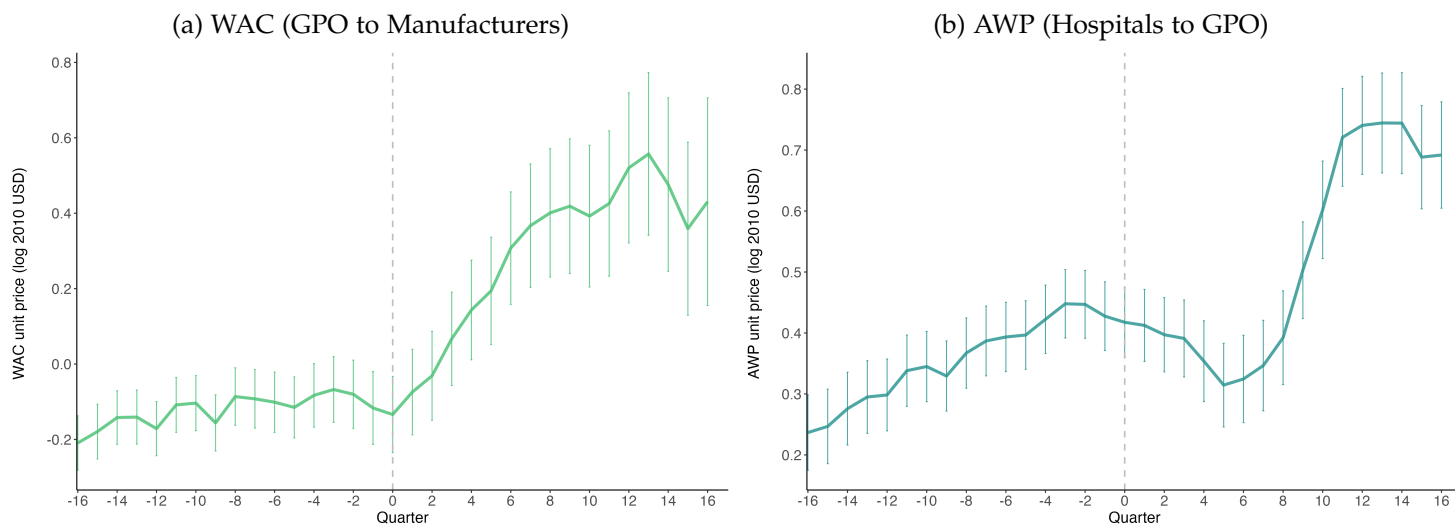 (a) WAC (GPO to Manufacturers)
WAC unit price (log 2010 USD)
0.8
0.6
0.4
0.2
0.0
-0.2
-16 -14 -12 -10 -8 -6 -4 -2 0 2 4 6 8 10 12 14 16
Quarter
(b) AWP (Hospitals to GPO)
AWP unit price (log 2010 USD)
0.8
0.7
0.6
0.5
0.4
0.3
0.2
-16 -14 -12 -10 -8 -6 -4 -2 0 2 4 6 8 10 12 14 16
Quarter